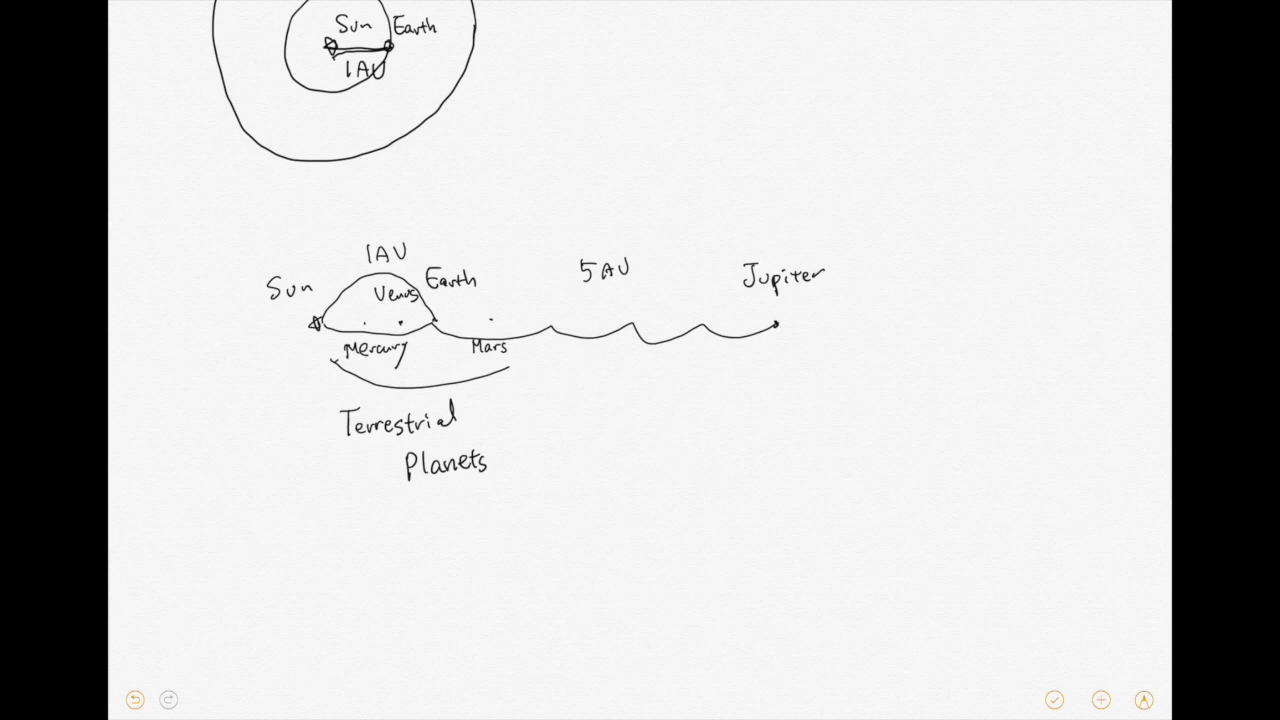 Sun Earth
1AU
1AU
Sun Earth 5AU Jupiter
Venus
Mercury Mars
Terrestrial
Planets